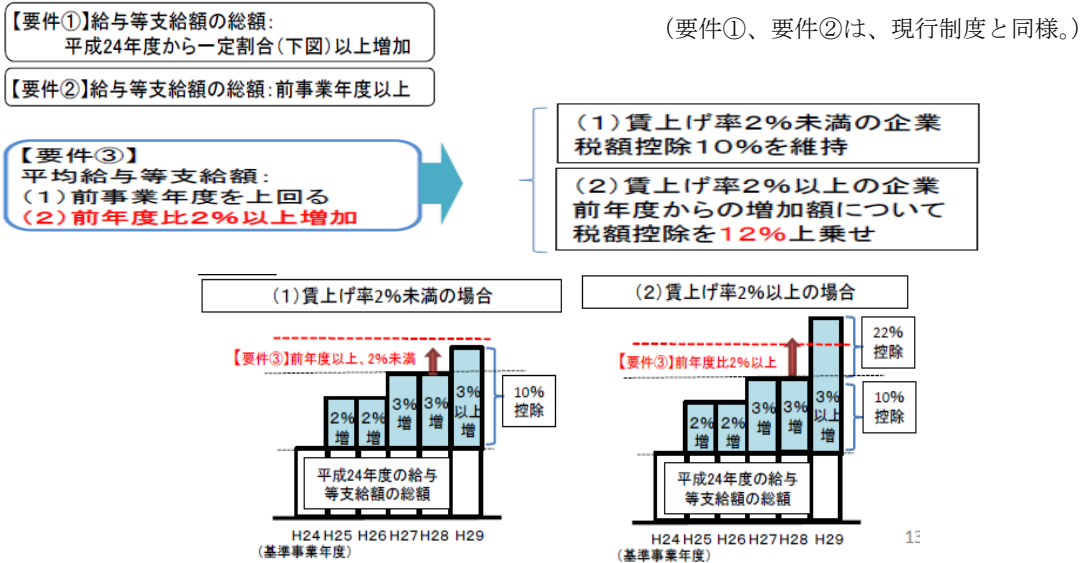 【要件①】給与等支給額の総額：
平成24年度から一定割合（下図）以上増加
（要件①、要件②は、現行制度と同様。）
【要件②】給与等支給額の総額：前事業年度以上
【要件③】
平均給与等支給額：
（1）前事業年度を上回る
（2）前年度比2％以上増加
（1）賃上げ率2％未満の企業
税額控除10％を維持
（2）賃上げ率2％以上の企業
前年度からの増加額について
税額控除を12％上乗せ
（1）賃上げ率2％未満の場合
【要件③】前年度以上、2％未満
2％
増
2％
増
3％
増
3％
増
3％
以上
増
10%
控除
平成24年度の給与
等支給額の総額
H24 H25 H26 H27 H28 H29
（基準事業年度）
（2）賃上げ率2％以上の場合
【要件③】前年度比2％以上
2％
増
2％
増
3％
増
3％
増
3％
以上
増
22%
控除
10%
控除
平成24年度の給与
等支給額の総額
H24 H25 H26 H27 H28 H29
（基準事業年度）